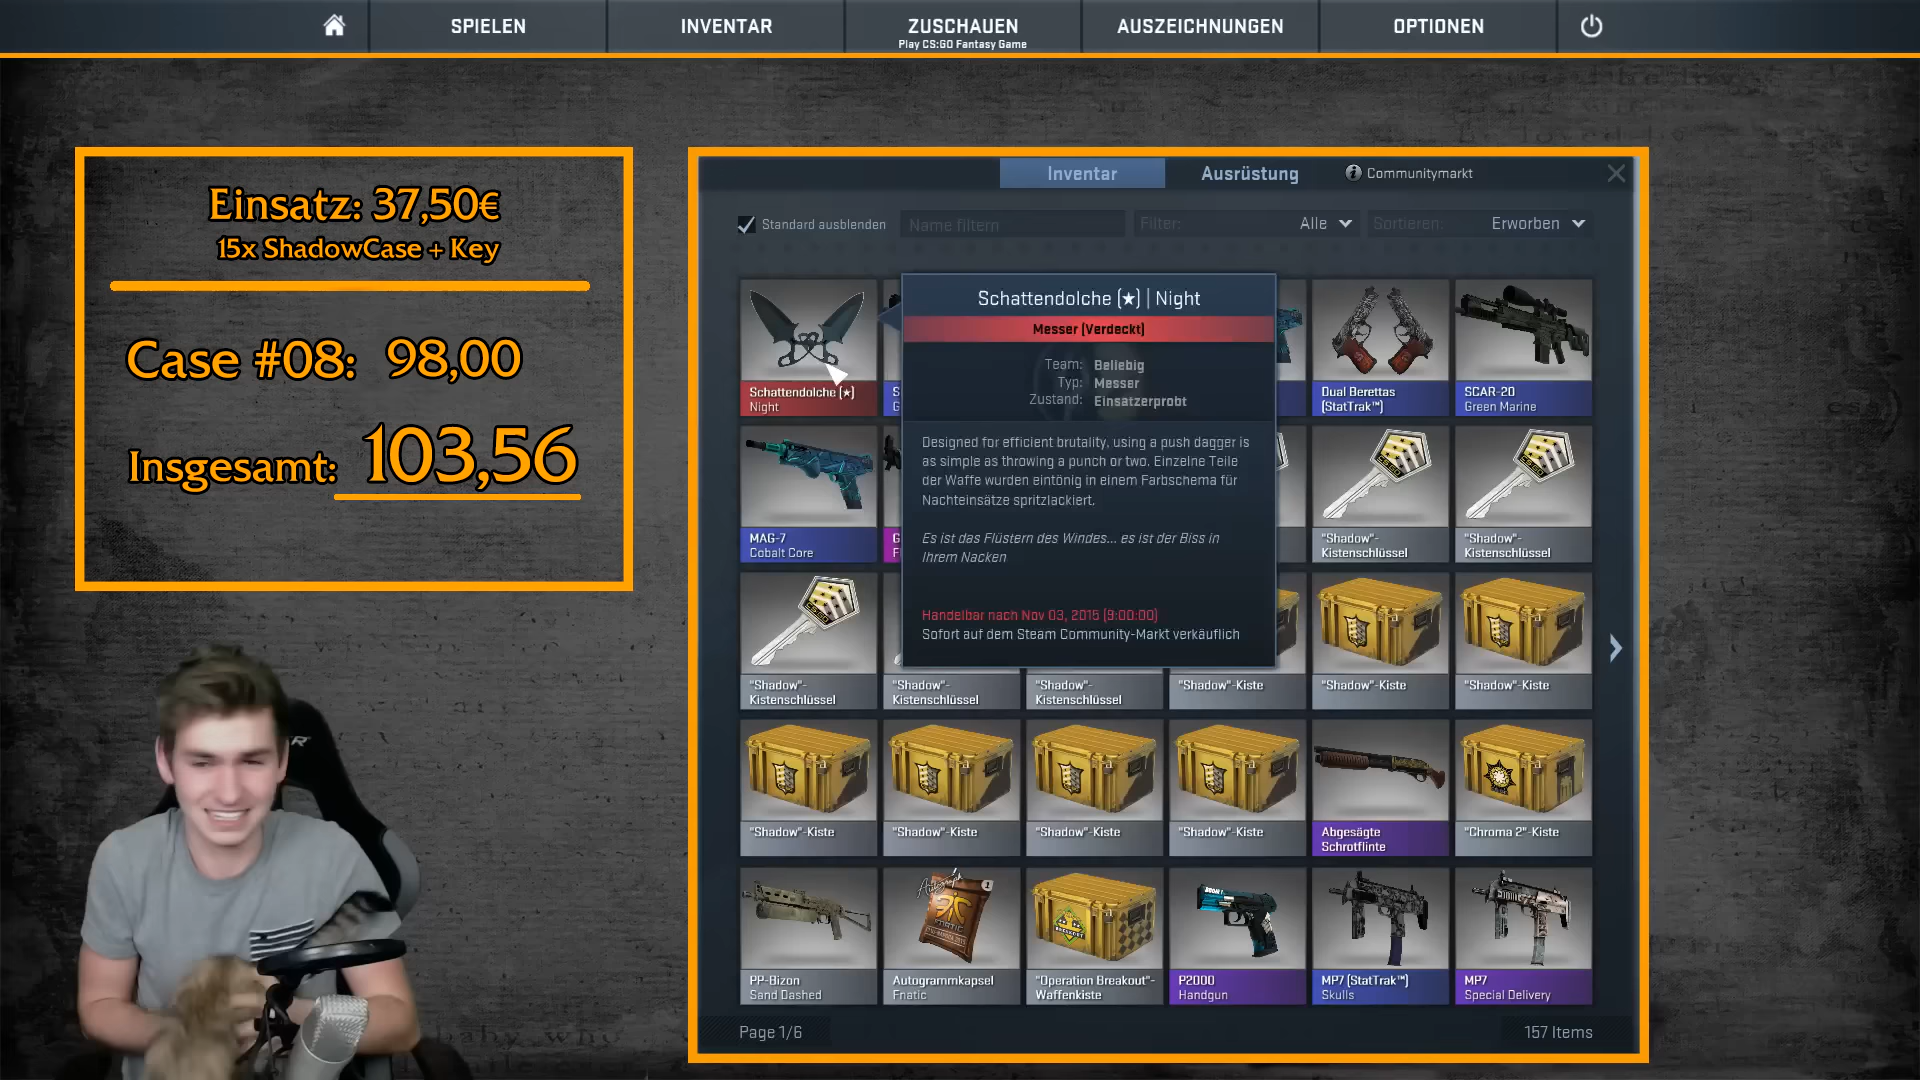 SPIELEN
INVENTAR
ZUSCHAUEN
Play CS:GO Fantasy Game
AUSZEICHNUNGEN
OPTIONEN
Einsatz: 37,50€
15x ShadowCase + Key
Case #08: 98,00
Insgesamt: 103,56
Inventar
Ausrüstung
Communitymarkt
Standard ausblenden
Name filtern
Filter:
Alle
Sortieren:
Erworben
Schattendolche (★)
Night
Schattendolche (★) | Night
Messer (Verdeckt)
Team: Beliebig
Typ: Messer
Zustand: Einsatzerprobt
Designed for efficient brutality, using a push dagger is
as simple as throwing a punch or two. Einzelne Teile
der Waffe wurden eintönig in einem Farbschema für
Nachteinsätze spritzlackiert.
Es ist das Flüstern des Windes... es ist der Biss in
Ihrem Nacken
Handelbar nach Nov 03, 2015 (9:00:00)
Sofort auf dem Steam Community-Markt verkäuflich
Dual Berettas
(StatTrak™)
SCAR-20
Green Marine
MAG-7
Cobalt Core
"Shadow"-
Kistenschlüssel
"Shadow"-
Kistenschlüssel
"Shadow"-
Kistenschlüssel
"Shadow"-
Kistenschlüssel
"Shadow"-
Kistenschlüssel
"Shadow"-Kiste
"Shadow"-Kiste
"Shadow"-Kiste
"Shadow"-Kiste
"Shadow"-Kiste
"Shadow"-Kiste
"Shadow"-Kiste
Abgesägte
Schrotflinte
"Chroma 2"-Kiste
PP-Bizon
Sand Dashed
Autogrammkapsel
Fnatic
"Operation Breakout"-
Waffenkiste
P2000
Handgun
MP7 (StatTrak™)
Skulls
MP7
Special Delivery
Page 1/6
157 Items